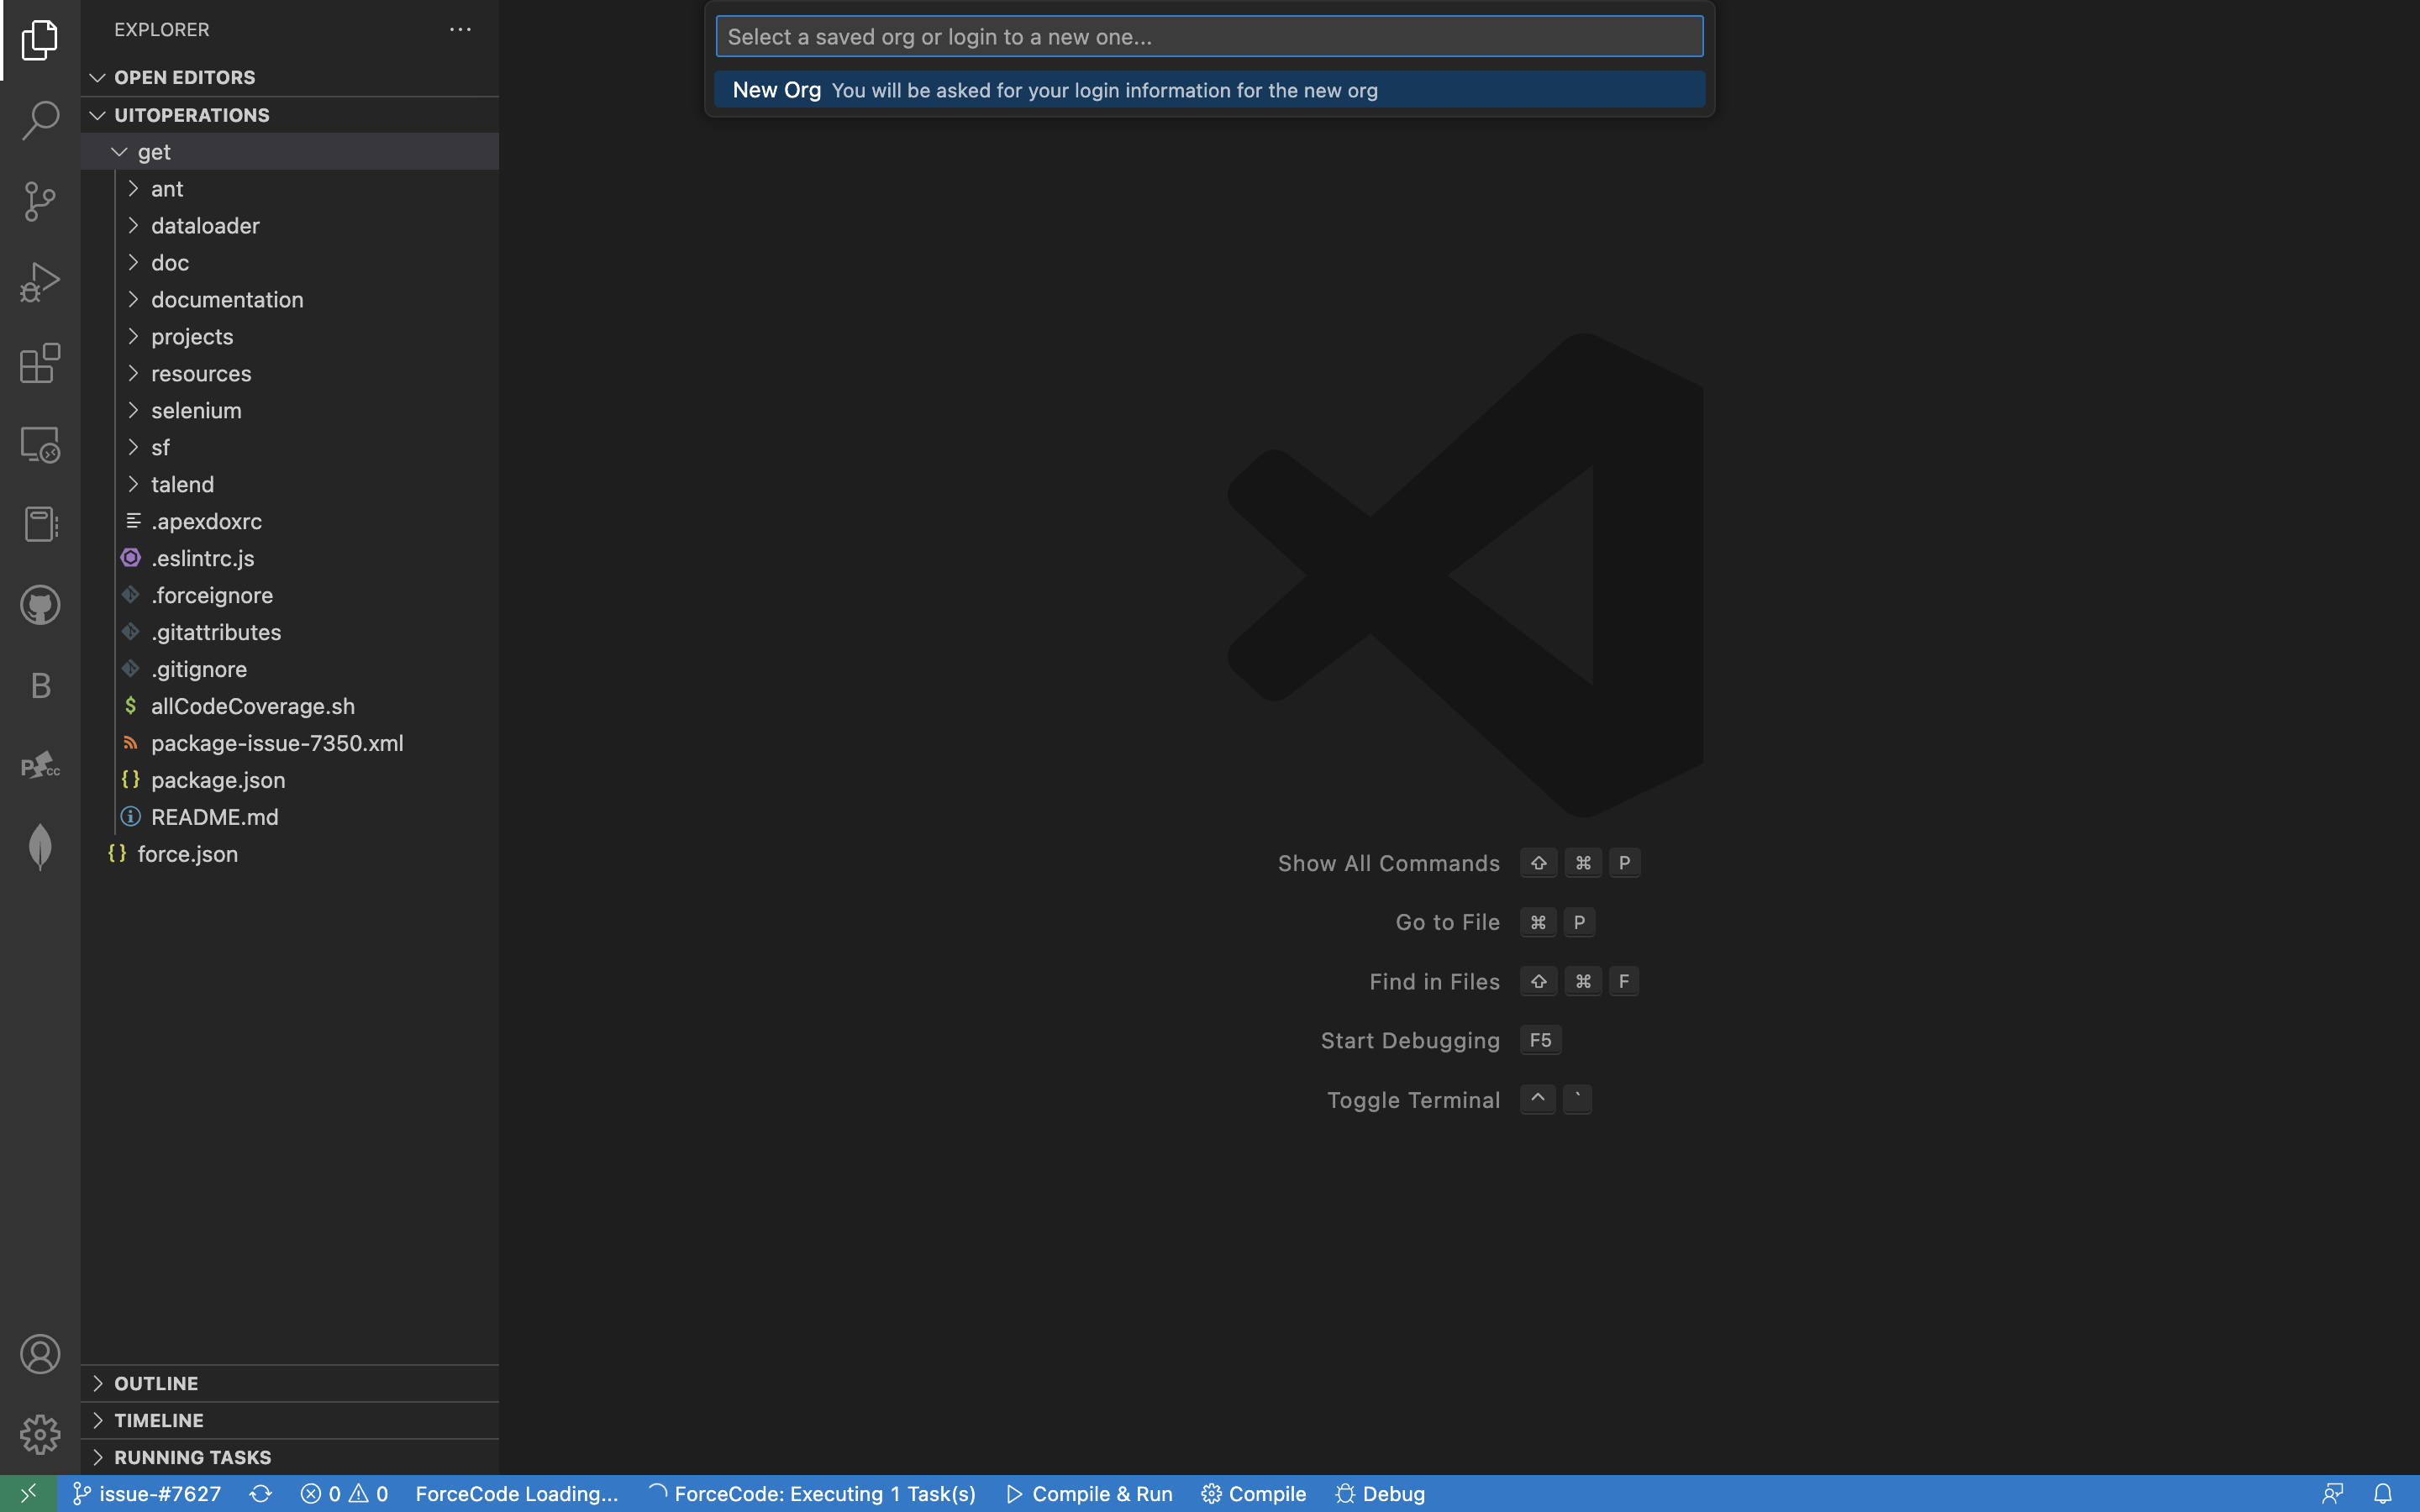 EXPLORER
OPEN EDITORS
UITOPERATIONS
get
ant
dataloader
doc
documentation
projects
resources
selenium
sf
talend
.apexdoxrc
.eslintrc.js
.forceignore
.gitattributes
.gitignore
allCodeCoverage.sh
package-issue-7350.xml
package.json
README.md
force.json
OUTLINE
TIMELINE
RUNNING TASKS
B
P cc
Select a saved org or login to a new one...
New Org You will be asked for your login information for the new org
Show All Commands ⇧ ⌘ P
Go to File ⌘ P
Find in Files ⇧ ⌘ F
Start Debugging F5
Toggle Terminal ^ `
issue-#7627 0 0 ForceCode Loading... ForceCode: Executing 1 Task(s) Compile & Run Compile Debug